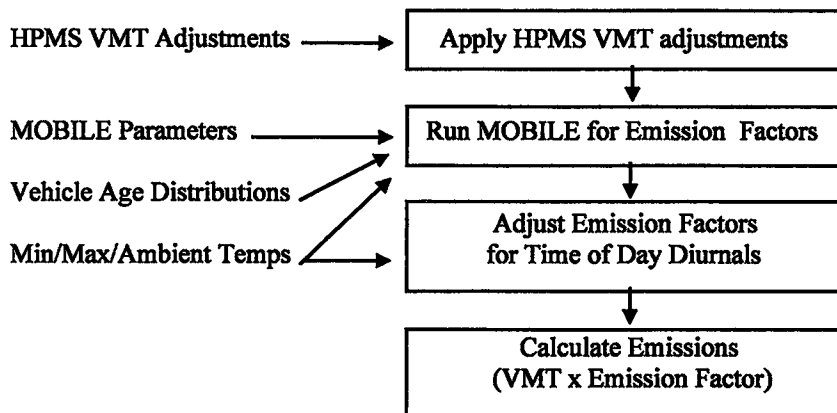 HPMS VMT Adjustments
Apply HPMS VMT adjustments
MOBILE Parameters
Run MOBILE for Emission Factors
Vehicle Age Distributions
Min/Max/Ambient Temps
Adjust Emission Factors
for Time of Day Diurnals
Calculate Emissions
(VMT x Emission Factor)